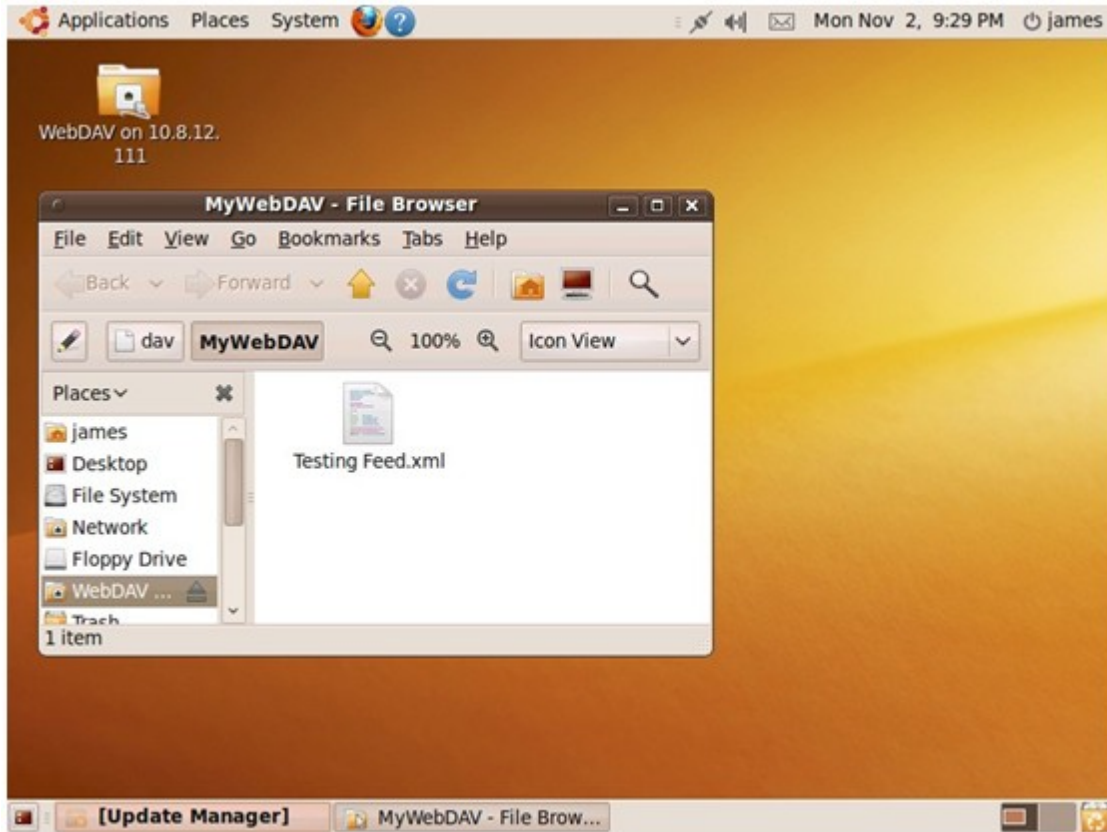 Applications Places System Mon Nov 2, 9:29 PM james
WebDAV on 10.8.12.
111
MyWebDAV - File Browser
File Edit View Go Bookmarks Tabs Help
Back Forward
dav MyWebDAV 100% Icon View
Places
james
Desktop
File System
Network
Floppy Drive
WebDAV ...
Trash
Testing Feed.xml
1 item
[Update Manager] MyWebDAV - File Brow...